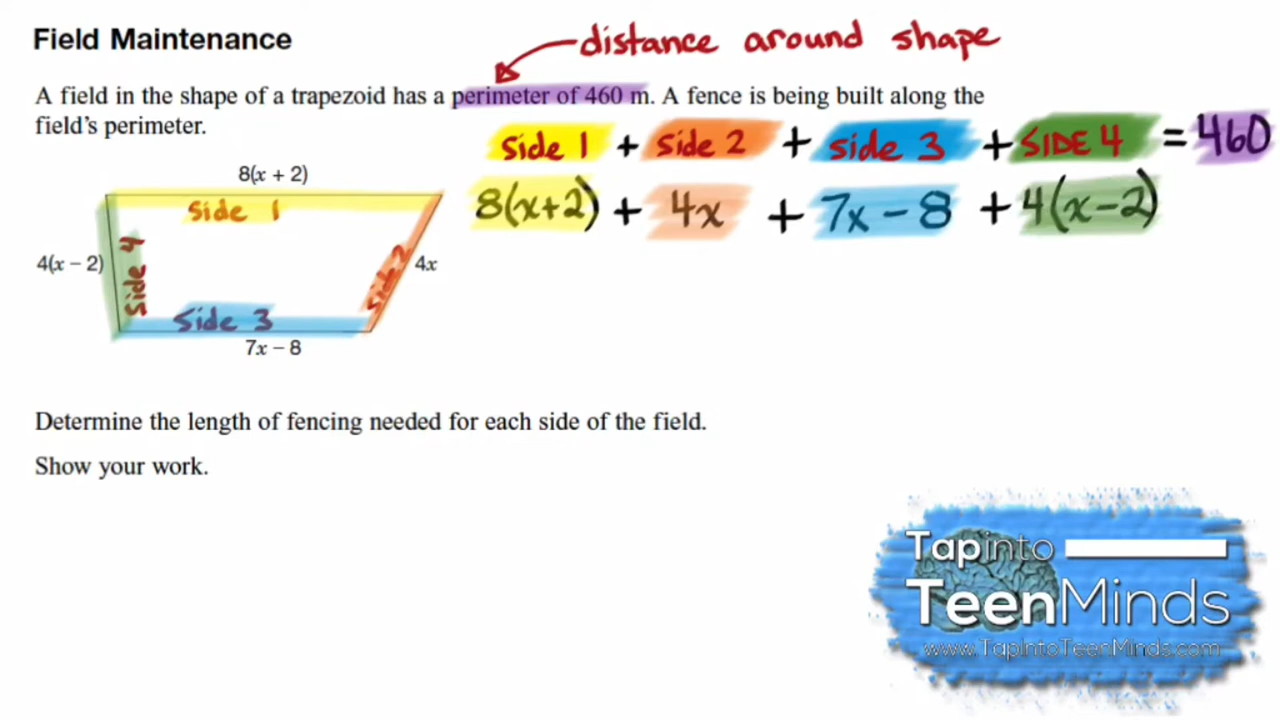 Field Maintenance
distance around shape
A field in the shape of a trapezoid has a perimeter of 460 m. A fence is being built along the
field's perimeter.
side 1 + side 2 + side 3 + SIDE 4 = 460
8(x + 2)
8(x+2) + 4x + 7x - 8 + 4(x-2)
side 1
4(x − 2)
side 4
side 2
4x
side 3
7x − 8
Determine the length of fencing needed for each side of the field.
Show your work.
Tapinto
TeenMinds
www.TapIntoTeenMinds.com